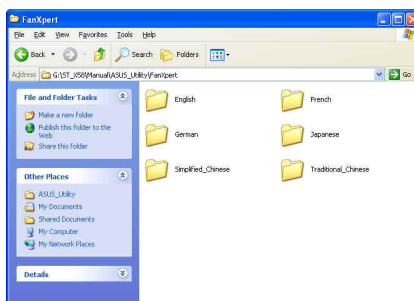 FanXpert
File Edit View Favorites Tools Help
Back Search Folders
Address G:\ST_X58\Manual\ASUS_Utility\FanXpert Go
File and Folder Tasks
Make a new folder
Publish this folder to the
Web
Share this folder
Other Places
ASUS_Utility
My Documents
Shared Documents
My Computer
My Network Places
Details
English
French
German
Japanese
Simplified_Chinese
Traditional_Chinese